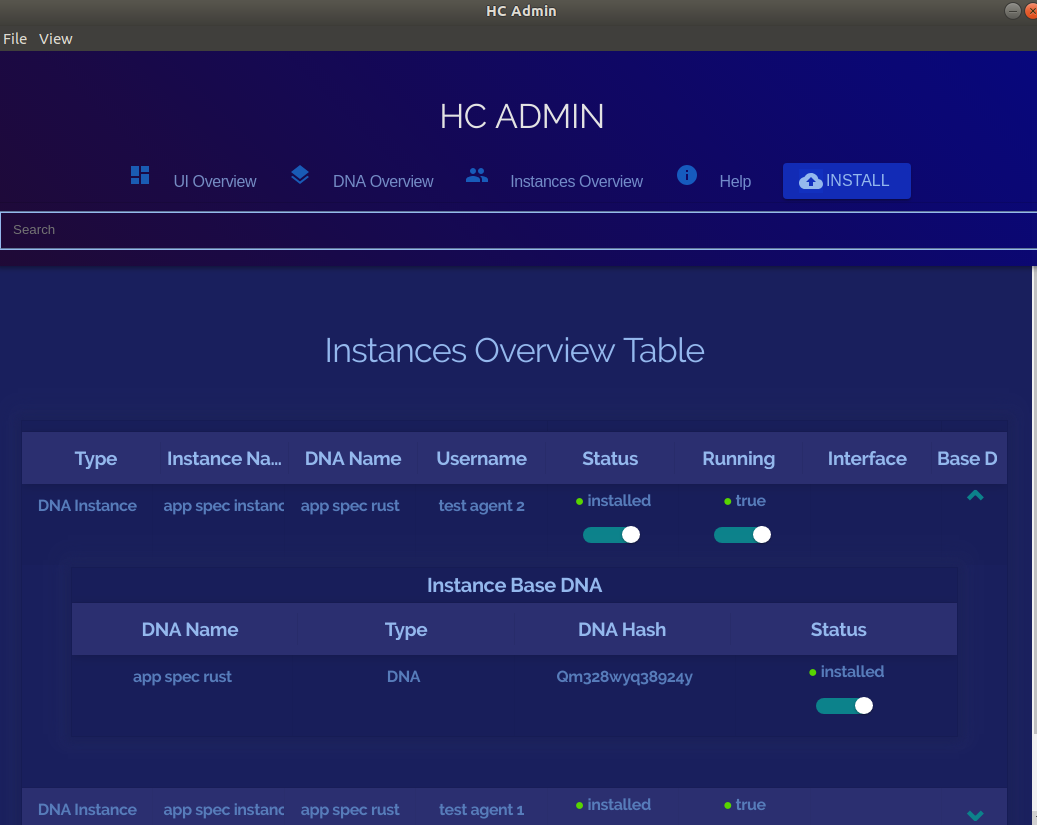 HC Admin
File View
HC ADMIN
UI Overview DNA Overview Instances Overview Help INSTALL
Search
Instances Overview Table
Type Instance Na... DNA Name Username Status Running Interface Base D
DNA Instance app spec instanc app spec rust test agent 2 installed true
Instance Base DNA
DNA Name Type DNA Hash Status
app spec rust DNA Qm328wyq38924y installed
DNA Instance app spec instanc app spec rust test agent 1 installed true